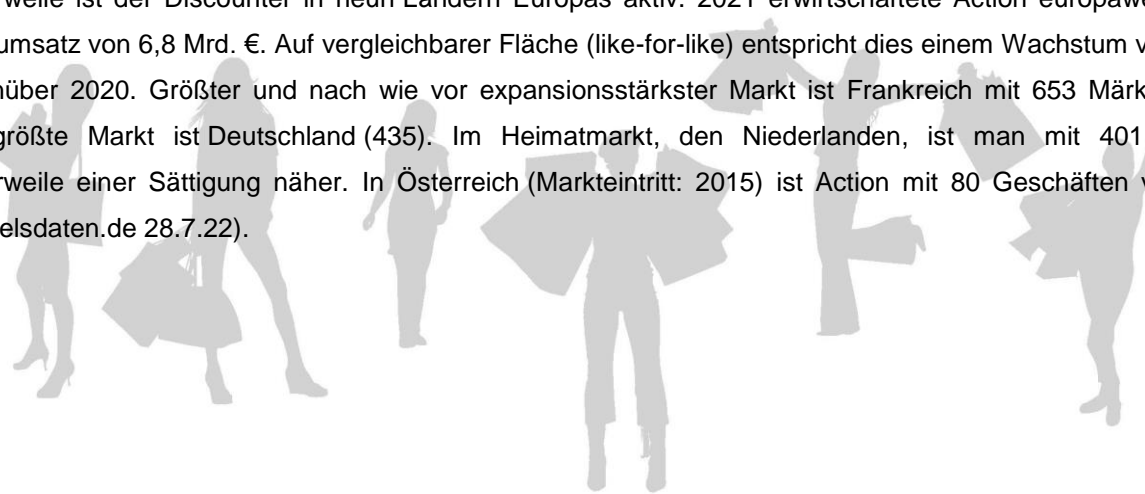 rweile ist der Discounter in neun Ländern Europas aktiv. 2021 erwirtschaftete Action europawe
umsatz von 6,8 Mrd. €. Auf vergleichbarer Fläche (like-for-like) entspricht dies einem Wachstum v
nüber 2020. Größter und nach wie vor expansionsstärkster Markt ist Frankreich mit 653 Märk
größte Markt ist Deutschland (435). Im Heimatmarkt, den Niederlanden, ist man mit 401
rweile einer Sättigung näher. In Österreich (Markteintritt: 2015) ist Action mit 80 Geschäften v
elsdaten.de 28.7.22).